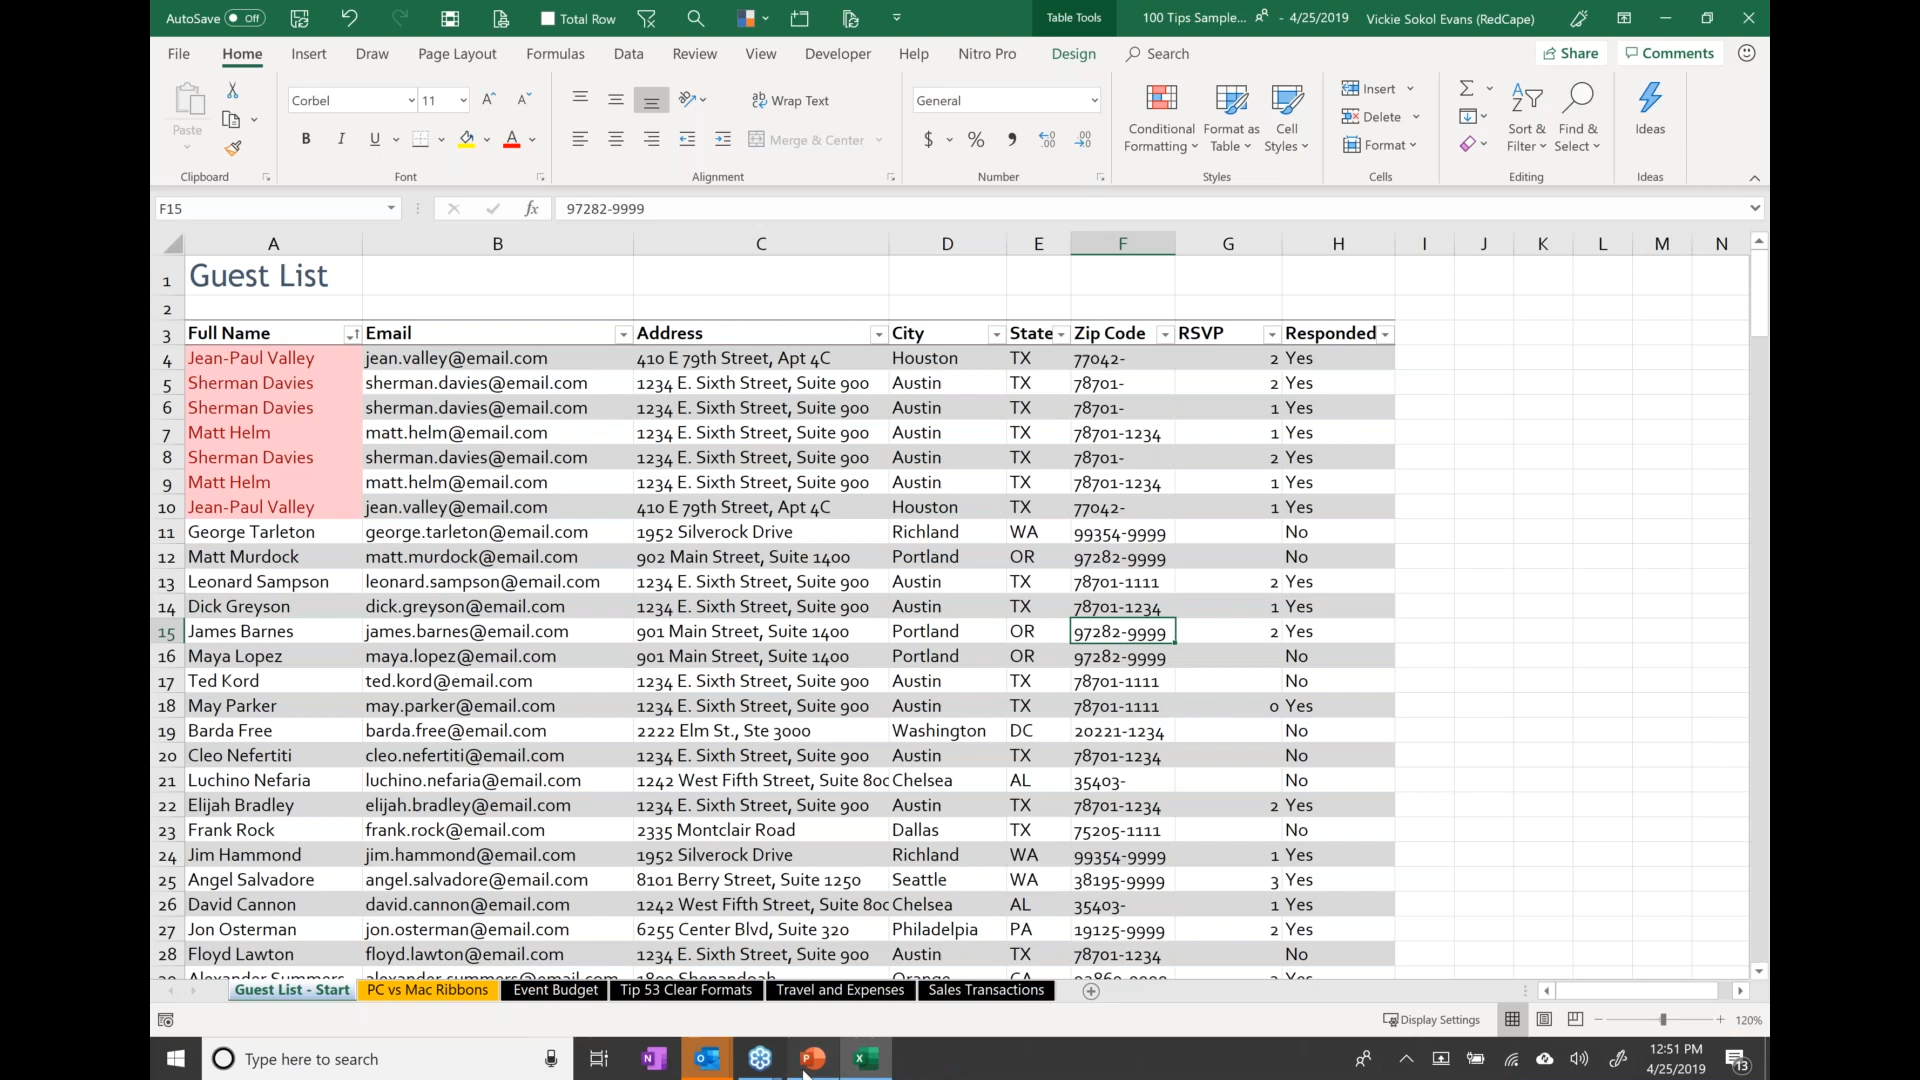 AutoSave Off Total Row Table Tools 100 Tips Sample... - 4/25/2019 Vickie Sokol Evans (RedCape)
File Home Insert Draw Page Layout Formulas Data Review View Developer Help Nitro Pro Design Search Share Comments
Corbel 11 Wrap Text General Insert
Paste Conditional Formatting Format as Table Cell Styles Delete Sort & Filter Find & Select Ideas
B I U A Merge & Center $ % Format
Clipboard Font Alignment Number Styles Cells Editing Ideas
F15 fx 97282-9999
A B C D E F G H I J K L M N
1 Guest List
2
3 Full Name Email Address City State Zip Code RSVP Responded
4 Jean-Paul Valley jean.valley@email.com 410 E 79th Street, Apt 4C Houston TX 77042- 2 Yes
5 Sherman Davies sherman.davies@email.com 1234 E. Sixth Street, Suite 900 Austin TX 78701- 2 Yes
6 Sherman Davies sherman.davies@email.com 1234 E. Sixth Street, Suite 900 Austin TX 78701- 1 Yes
7 Matt Helm matt.helm@email.com 1234 E. Sixth Street, Suite 900 Austin TX 78701-1234 1 Yes
8 Sherman Davies sherman.davies@email.com 1234 E. Sixth Street, Suite 900 Austin TX 78701- 2 Yes
9 Matt Helm matt.helm@email.com 1234 E. Sixth Street, Suite 900 Austin TX 78701-1234 1 Yes
10 Jean-Paul Valley jean.valley@email.com 410 E 79th Street, Apt 4C Houston TX 77042- 1 Yes
11 George Tarleton george.tarleton@email.com 1952 Silverock Drive Richland WA 99354-9999 No
12 Matt Murdock matt.murdock@email.com 902 Main Street, Suite 1400 Portland OR 97282-9999 No
13 Leonard Sampson leonard.sampson@email.com 1234 E. Sixth Street, Suite 900 Austin TX 78701-1111 2 Yes
14 Dick Greyson dick.greyson@email.com 1234 E. Sixth Street, Suite 900 Austin TX 78701-1234 1 Yes
15 James Barnes james.barnes@email.com 901 Main Street, Suite 1400 Portland OR 97282-9999 2 Yes
16 Maya Lopez maya.lopez@email.com 901 Main Street, Suite 1400 Portland OR 97282-9999 No
17 Ted Kord ted.kord@email.com 1234 E. Sixth Street, Suite 900 Austin TX 78701-1111 No
18 May Parker may.parker@email.com 1234 E. Sixth Street, Suite 900 Austin TX 78701-1111 0 Yes
19 Barda Free barda.free@email.com 2222 Elm St., Ste 3000 Washington DC 20221-1234 No
20 Cleo Nefertiti cleo.nefertiti@email.com 1234 E. Sixth Street, Suite 900 Austin TX 78701-1234 No
21 Luchino Nefaria luchino.nefaria@email.com 1242 West Fifth Street, Suite 800 Chelsea AL 35403- No
22 Elijah Bradley elijah.bradley@email.com 1234 E. Sixth Street, Suite 900 Austin TX 78701-1234 2 Yes
23 Frank Rock frank.rock@email.com 2335 Montclair Road Dallas TX 75205-1111 No
24 Jim Hammond jim.hammond@email.com 1952 Silverock Drive Richland WA 99354-9999 1 Yes
25 Angel Salvadore angel.salvadore@email.com 8101 Berry Street, Suite 1250 Seattle WA 38195-9999 3 Yes
26 David Cannon david.cannon@email.com 1242 West Fifth Street, Suite 800 Chelsea AL 35403- 1 Yes
27 Jon Osterman jon.osterman@email.com 6255 Center Blvd, Suite 320 Philadelpia PA 19125-9999 2 Yes
28 Floyd Lawton floyd.lawton@email.com 1234 E. Sixth Street, Suite 900 Austin TX 78701-1234 No
Alexander Summers alexander.summers@email.com Orange CA Yes
Guest List - Start PC vs Mac Ribbons Event Budget Tip 53 Clear Formats Travel and Expenses Sales Transactions
Display Settings 120%
Type here to search 12:51 PM
4/25/2019 13